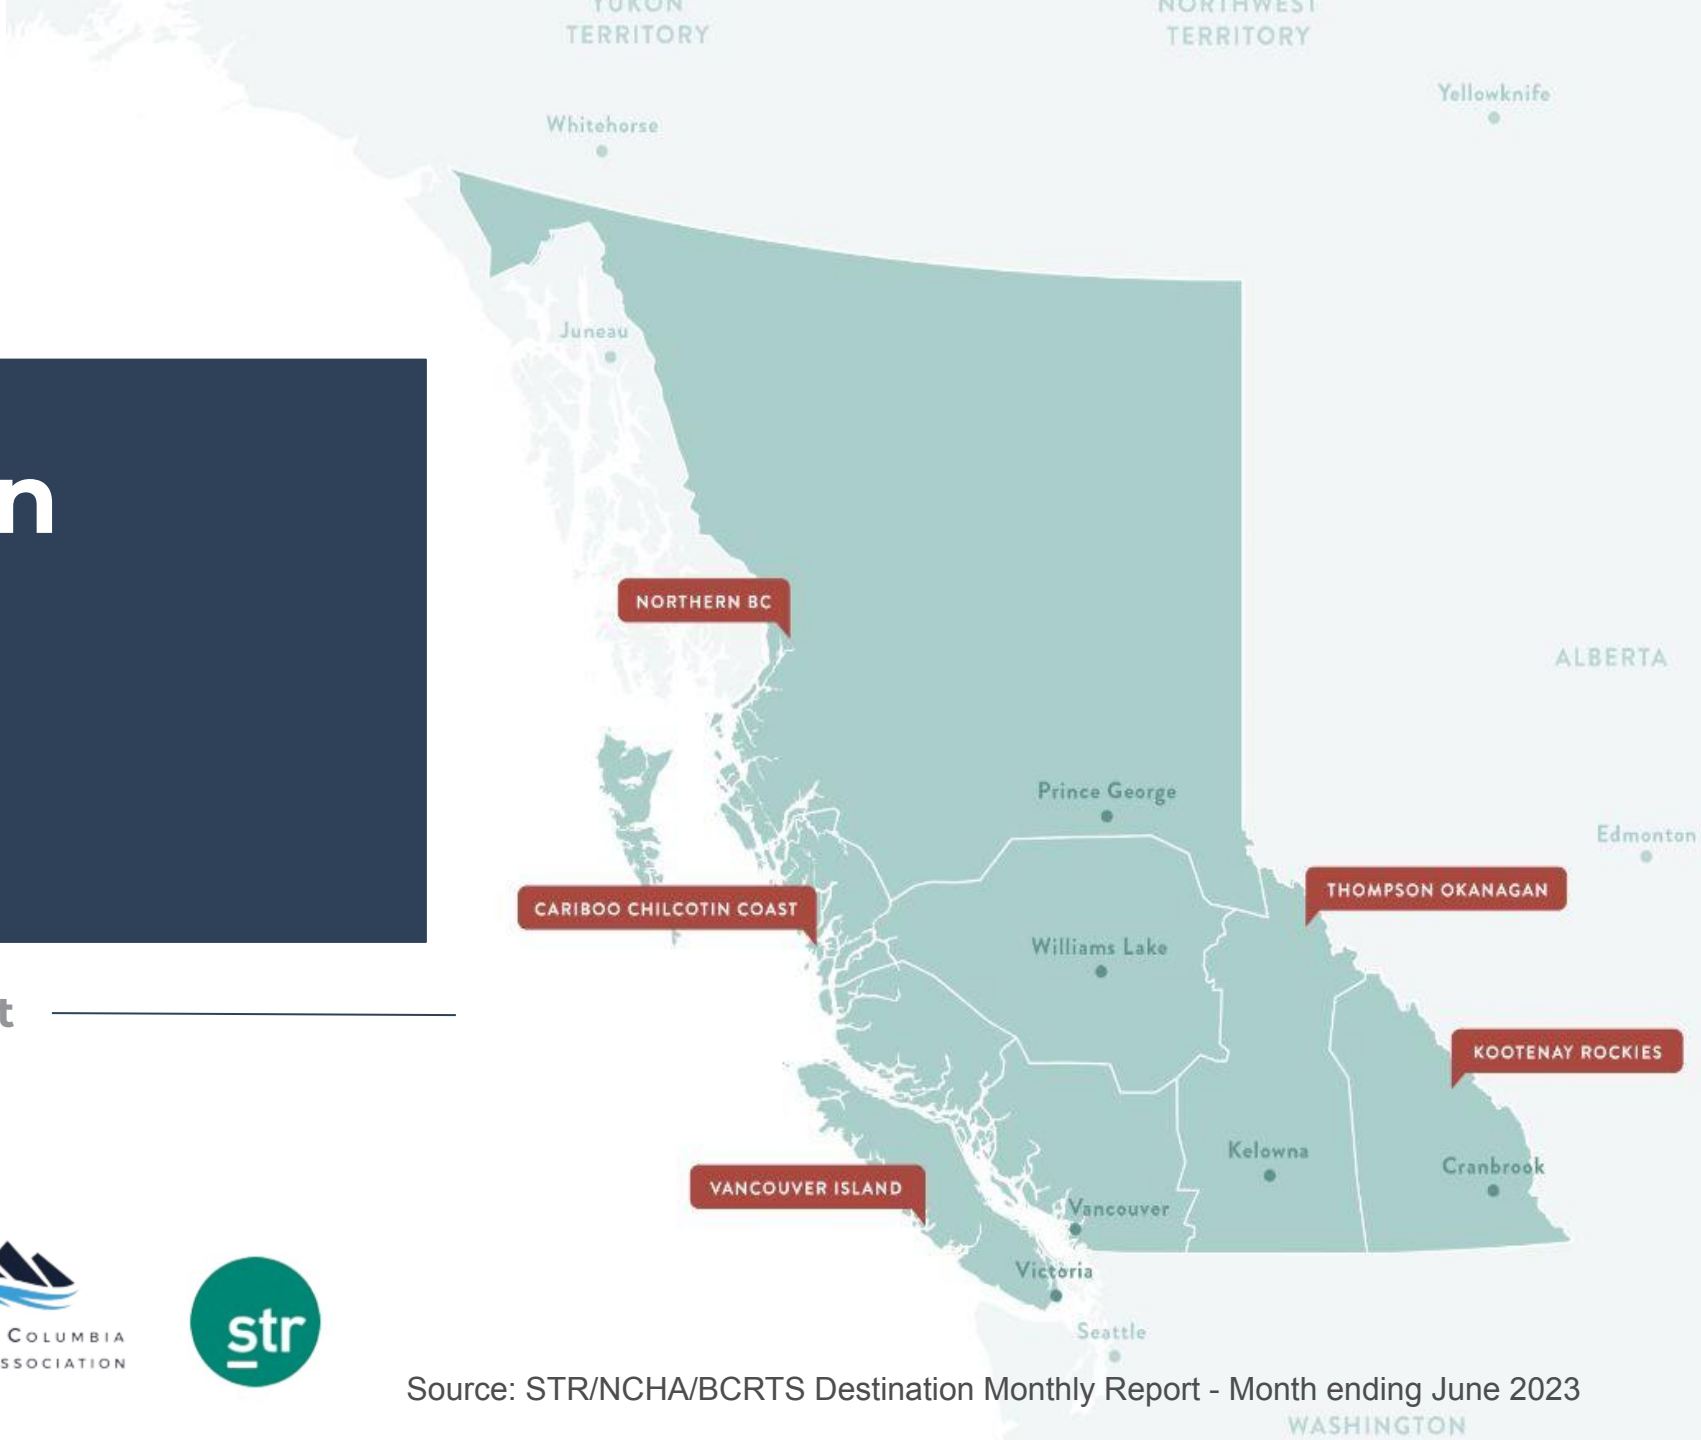 YUKON
TERRITORY
NORTHWEST
TERRITORY
Yellowknife
Whitehorse
Juneau
n
NORTHERN BC
ALBERTA
Prince George
Edmonton
THOMPSON OKANAGAN
CARIBOO CHILCOTIN COAST
Williams Lake
t
KOOTENAY ROCKIES
Kelowna
Cranbrook
VANCOUVER ISLAND
Vancouver
Victoria
COLUMBIA
SSOCIATION
str
Seattle
Source: STR/NCHA/BCRTS Destination Monthly Report - Month ending June 2023
WASHINGTON